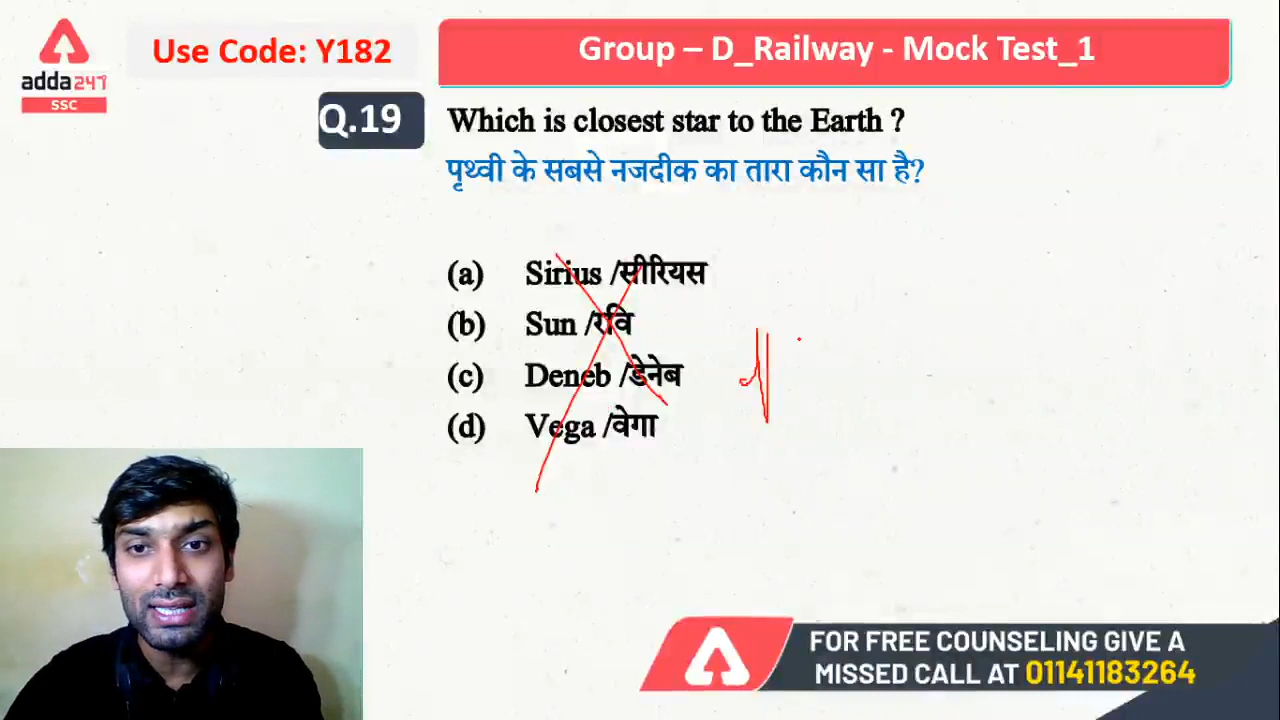 adda247
SSC
Use Code: Y182
Group – D_Railway - Mock Test_1
Q.19
Which is closest star to the Earth ?
पृथ्वी के सबसे नजदीक का तारा कौन सा है?
(a) Sirius /सीरियस
(b) Sun /रवि
(c) Deneb /डेनेब
(d) Vega /वेगा
FOR FREE COUNSELING GIVE A
MISSED CALL AT 01141183264